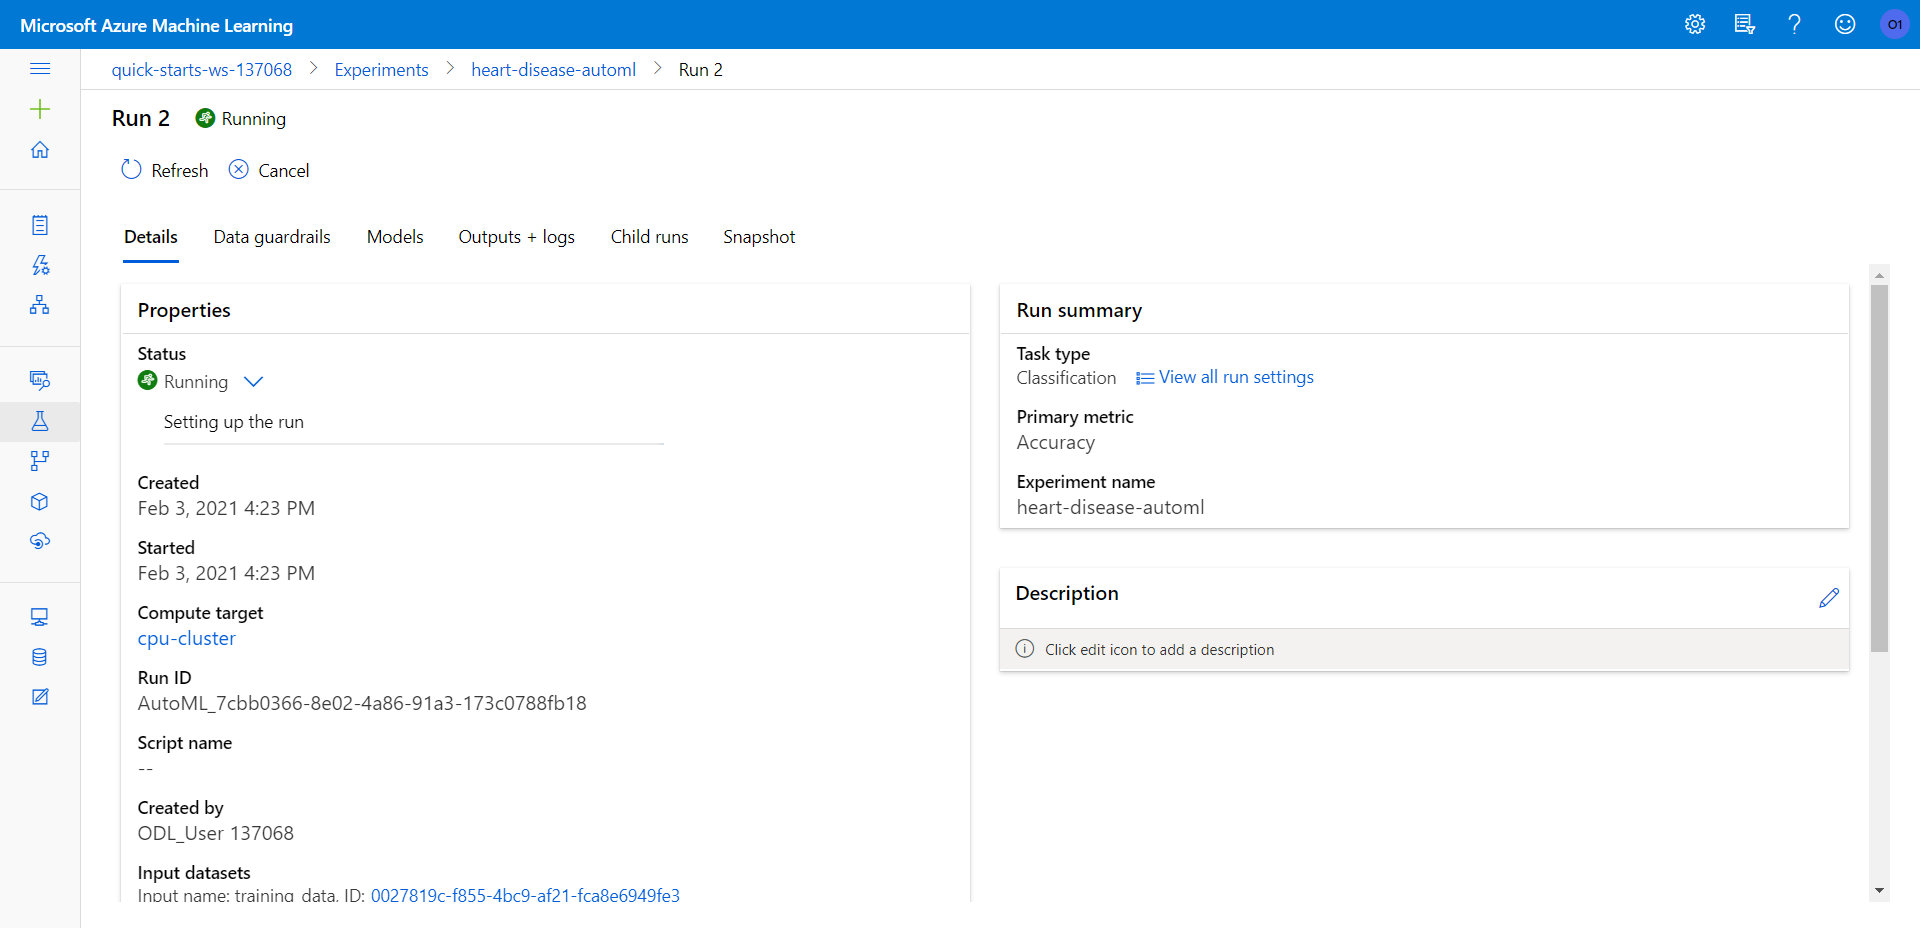 Microsoft Azure Machine Learning
O1
quick-starts-ws-137068 > Experiments > heart-disease-automl > Run 2
Run 2 Running
Refresh Cancel
Details Data guardrails Models Outputs + logs Child runs Snapshot
Properties
Status
Running
Setting up the run
Created
Feb 3, 2021 4:23 PM
Started
Feb 3, 2021 4:23 PM
Compute target
cpu-cluster
Run ID
AutoML_7cbb0366-8e02-4a86-91a3-173c0788fb18
Script name
--
Created by
ODL_User 137068
Input datasets
Input name: training_data, ID: 0027819c-f855-4bc9-af21-fca8e6949fe3
Run summary
Task type
Classification View all run settings
Primary metric
Accuracy
Experiment name
heart-disease-automl
Description
Click edit icon to add a description